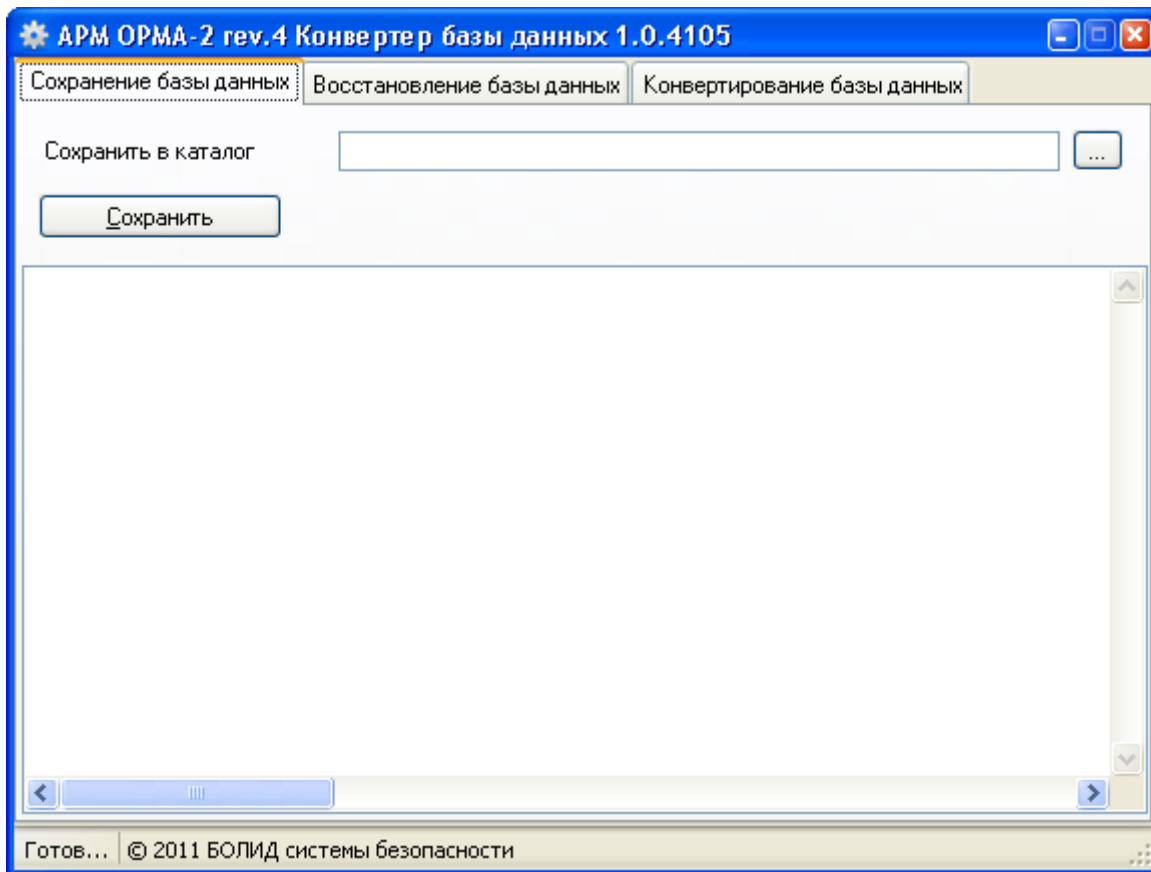 АРМ ОРМА-2 rev.4 Конвертер базы данных 1.0.4105
Сохранение базы данных Восстановление базы данных Конвертирование базы данных
Сохранить в каталог ...
Сохранить
Готов... © 2011 БОЛИД системы безопасности